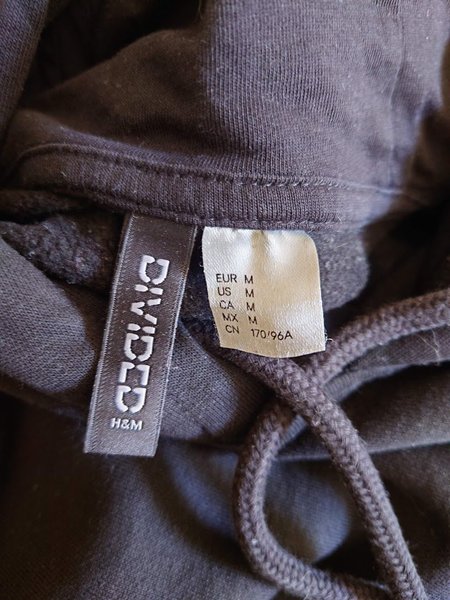 DIVIDED
H&M
EUR M
US M
CA M
MX M
CN 170/96A